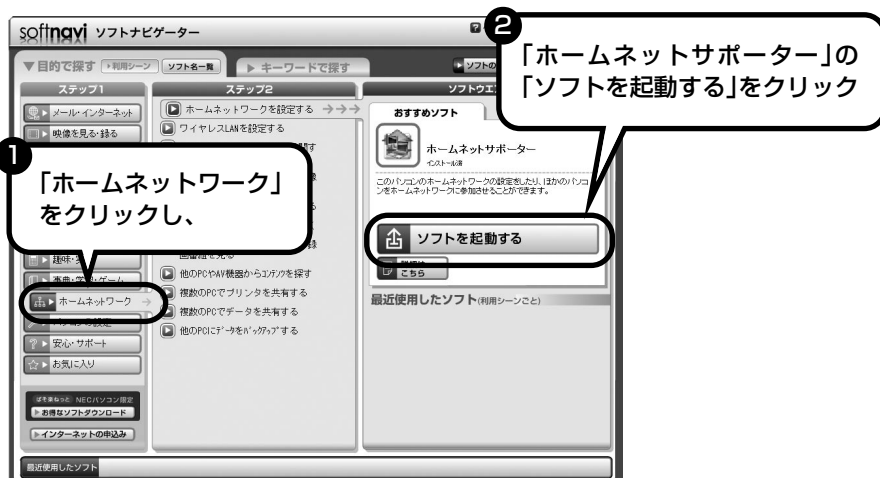 softnavi ソフトナビゲーター
▼目的で探す
▶利用シーン
ソフト名一覧
▶ キーワードで探す
ステップ1
メール・インターネット
映像を見る・録る
❶
「ホームネットワーク」
をクリックし、
ホームネットワーク
安心・サポート
お気に入り
ぱそまねっと NECパソコン限定
お得なソフトダウンロード
インターネットの申込み
最近使用したソフト
ステップ2
ホームネットワークを設定する
ワイヤレスLANを設定する
他のPCやAV機器からコンテンツを探す
複数のPCでプリンタを共有する
複数のPCでデータを共有する
他のPCにデータをバックアップする
❷
「ホームネットサポーター」の
「ソフトを起動する」をクリック
おすすめソフト
ホームネットサポーター
インストール済
このパソコンのホームネットワークの設定をしたり、ほかのパソコ
ンをホームネットワークに参加させることができます。
ソフトを起動する
こちら
最近使用したソフト(利用シーンごと)